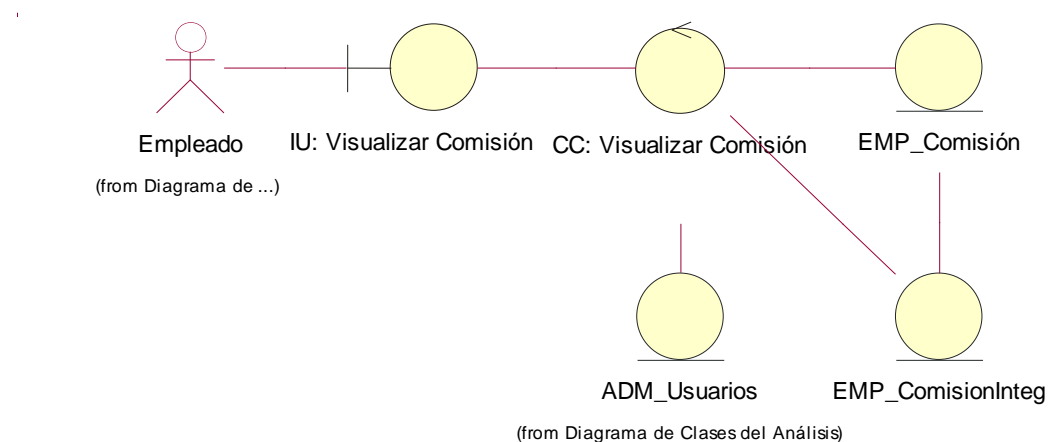 Empleado
IU: Visualizar Comisión
CC: Visualizar Comisión
EMP_Comisión
(from Diagrama de ...)
ADM_Usuarios
EMP_ComisionInteg
(from Diagrama de Clases del Análisis)